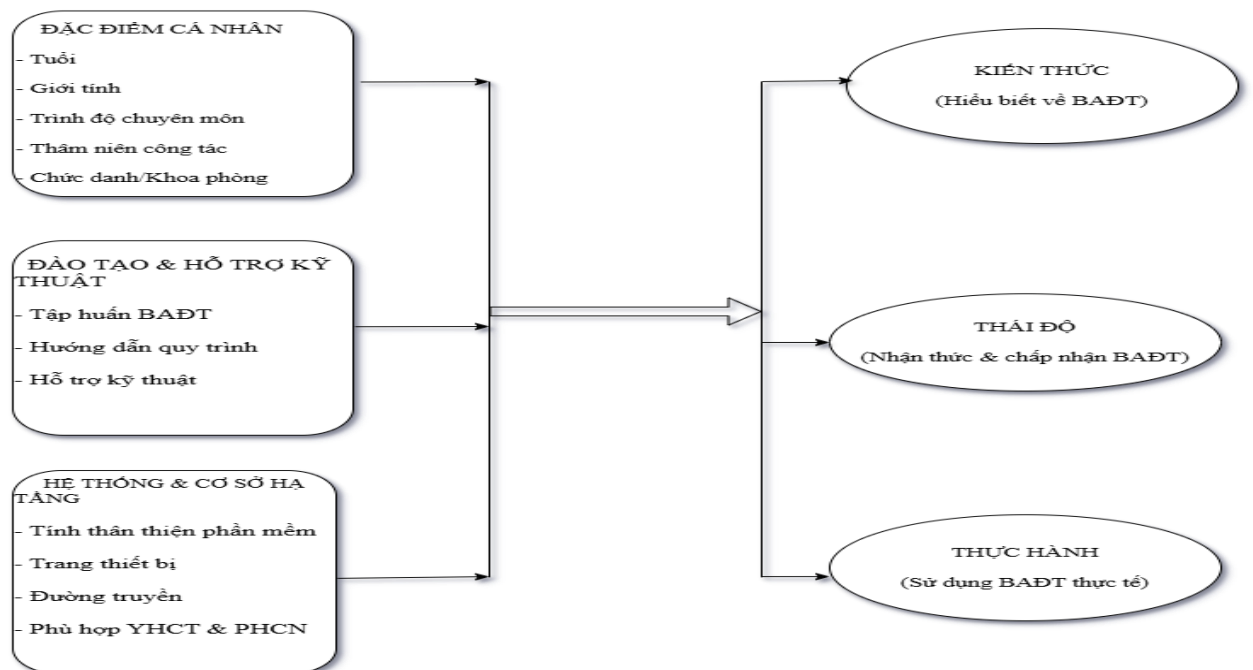 ĐẶC ĐIỂM CÁ NHÂN
- Tuổi
- Giới tính
- Trình độ chuyên môn
- Thâm niên công tác
- Chức danh/Khoa phòng
ĐÀO TẠO & HỖ TRỢ KỸ
THUẬT
- Tập huấn BAĐT
- Hướng dẫn quy trình
- Hỗ trợ kỹ thuật
HỆ THỐNG & CƠ SỞ HẠ
TẦNG
- Tính thân thiện phần mềm
- Trang thiết bị
- Đường truyền
- Phù hợp YHCT & PHCN
KIẾN THỨC
(Hiểu biết về BAĐT)
THÁI ĐỘ
(Nhận thức & chấp nhận BAĐT)
THỰC HÀNH
(Sử dụng BAĐT thực tế)